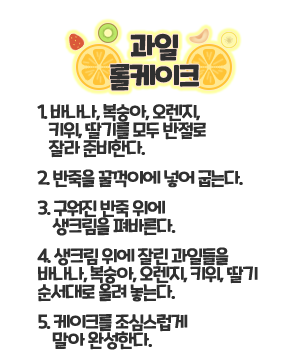 과일
롤케이크
1. 바나나, 복숭아, 오렌지,
키위, 딸기를 모두 반절로
잘라 준비한다.
2. 반죽을 꿀꺽이에 넣어 굽는다.
3. 구워진 반죽 위에
생크림을 펴바른다.
4. 생크림 위에 잘린 과일들을
바나나, 복숭아, 오렌지, 키위, 딸기
순서대로 올려 놓는다.
5. 케이크를 조심스럽게
말아 완성한다.